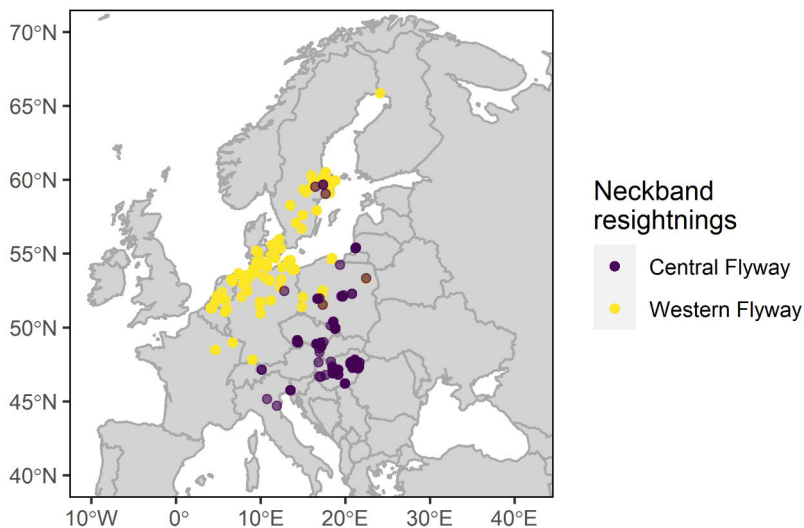 70°N
65°N
60°N
55°N
50°N
45°N
40°N
10°W 0° 10°E 20°E 30°E 40°E
Neckband
resightnings
Central Flyway
Western Flyway